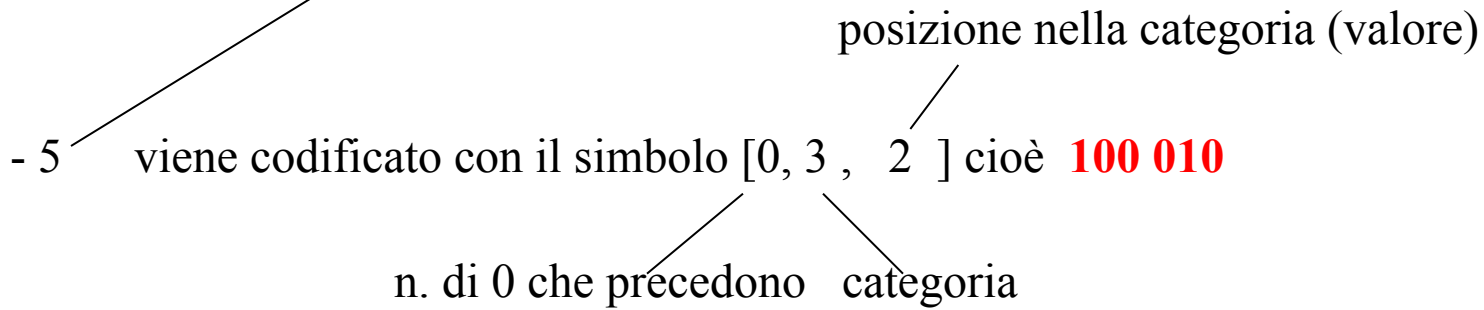 posizione nella categoria (valore)
- 5 viene codificato con il simbolo [0, 3 , 2 ] cioè 100 010
n. di 0 che precedono categoria